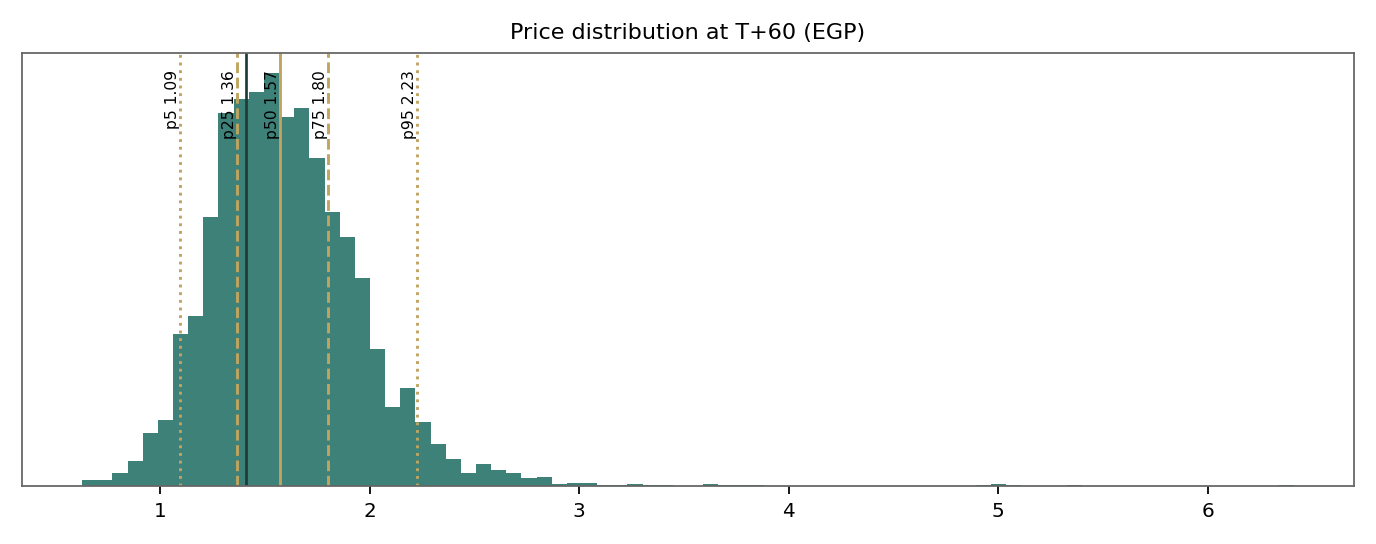 Price distribution at T+60 (EGP)
p5 1.09
p25 1.36
p50 1.57
p75 1.80
p95 2.23
1 2 3 4 5 6